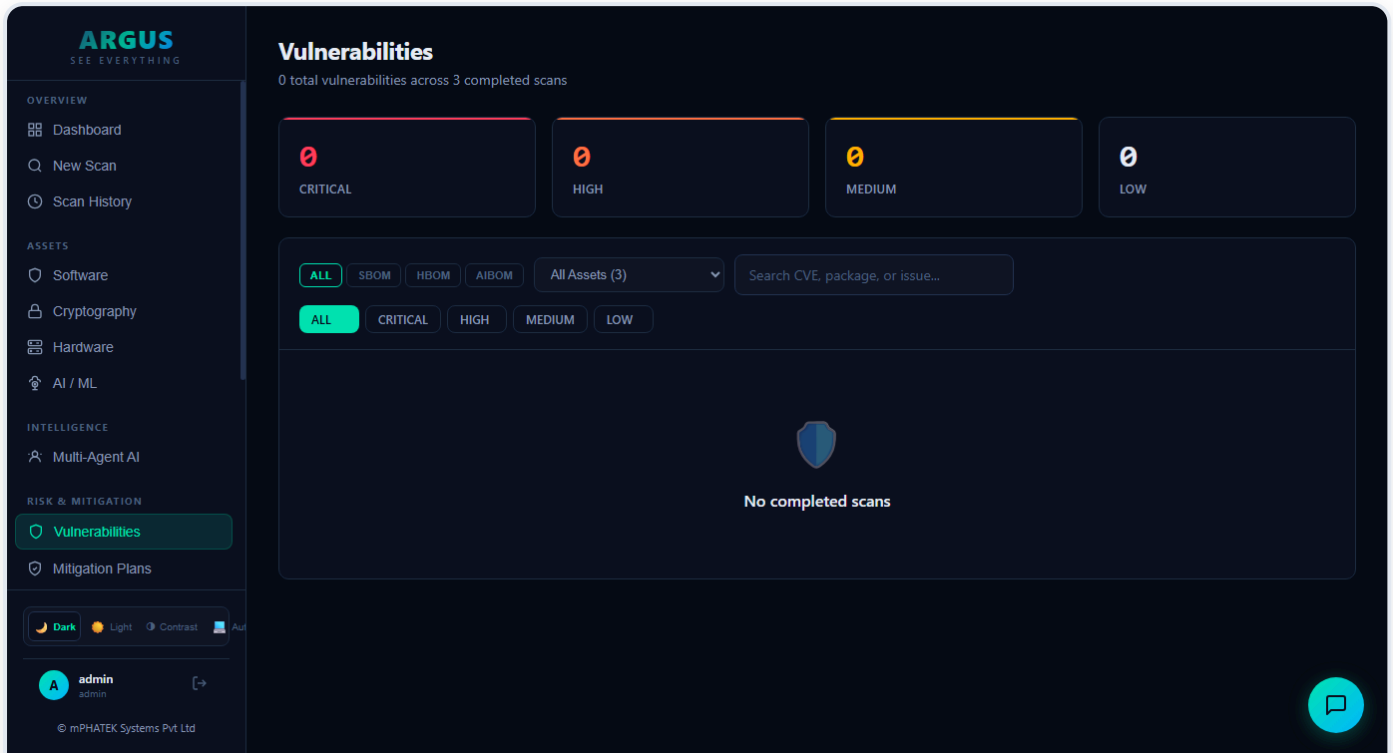 ARGUS
SEE EVERYTHING
OVERVIEW
Dashboard
New Scan
Scan History
ASSETS
Software
Cryptography
Hardware
AI / ML
INTELLIGENCE
Multi-Agent AI
RISK & MITIGATION
Vulnerabilities
Mitigation Plans
Dark Light Contrast Aut
A admin
admin
© mPHATEK Systems Pvt Ltd
Vulnerabilities
0 total vulnerabilities across 3 completed scans
0
CRITICAL
0
HIGH
0
MEDIUM
0
LOW
ALL SBOM HBOM AIBOM All Assets (3) Search CVE, package, or issue...
ALL CRITICAL HIGH MEDIUM LOW
No completed scans